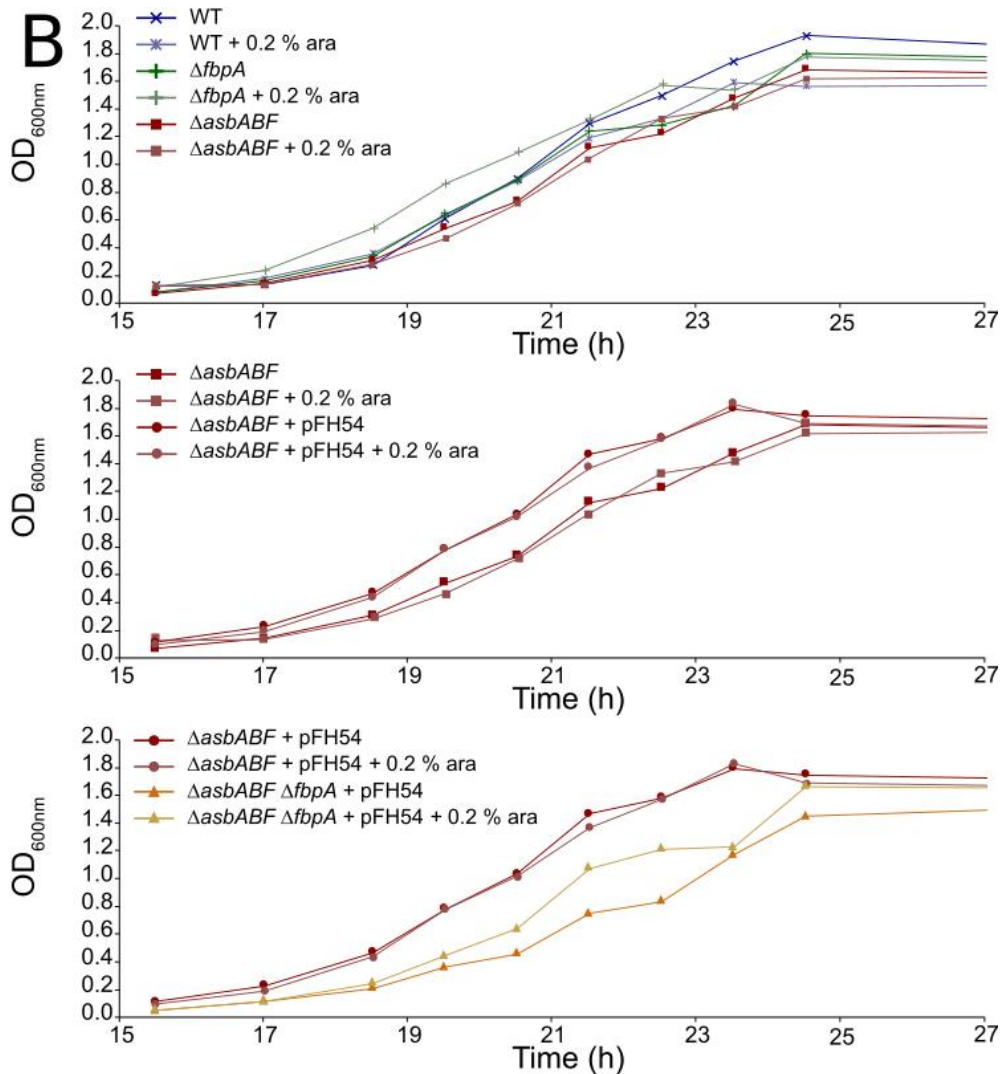 B
WT
WT + 0.2 % ara
ΔfbpA
ΔfbpA + 0.2 % ara
ΔasbABF
ΔasbABF + 0.2 % ara
OD600nm
2.0
1.8
1.6
1.4
1.2
1.0
0.8
0.6
0.4
0.2
0.0
15 17 19 21 23 25 27
Time (h)
ΔasbABF
ΔasbABF + 0.2 % ara
ΔasbABF + pFH54
ΔasbABF + pFH54 + 0.2 % ara
OD600nm
2.0
1.8
1.6
1.4
1.2
1.0
0.8
0.6
0.4
0.2
0.0
15 17 19 21 23 25 27
Time (h)
ΔasbABF + pFH54
ΔasbABF + pFH54 + 0.2 % ara
ΔasbABF ΔfbpA + pFH54
ΔasbABF ΔfbpA + pFH54 + 0.2 % ara
OD600nm
2.0
1.8
1.6
1.4
1.2
1.0
0.8
0.6
0.4
0.2
0.0
15 17 19 21 23 25 27
Time (h)